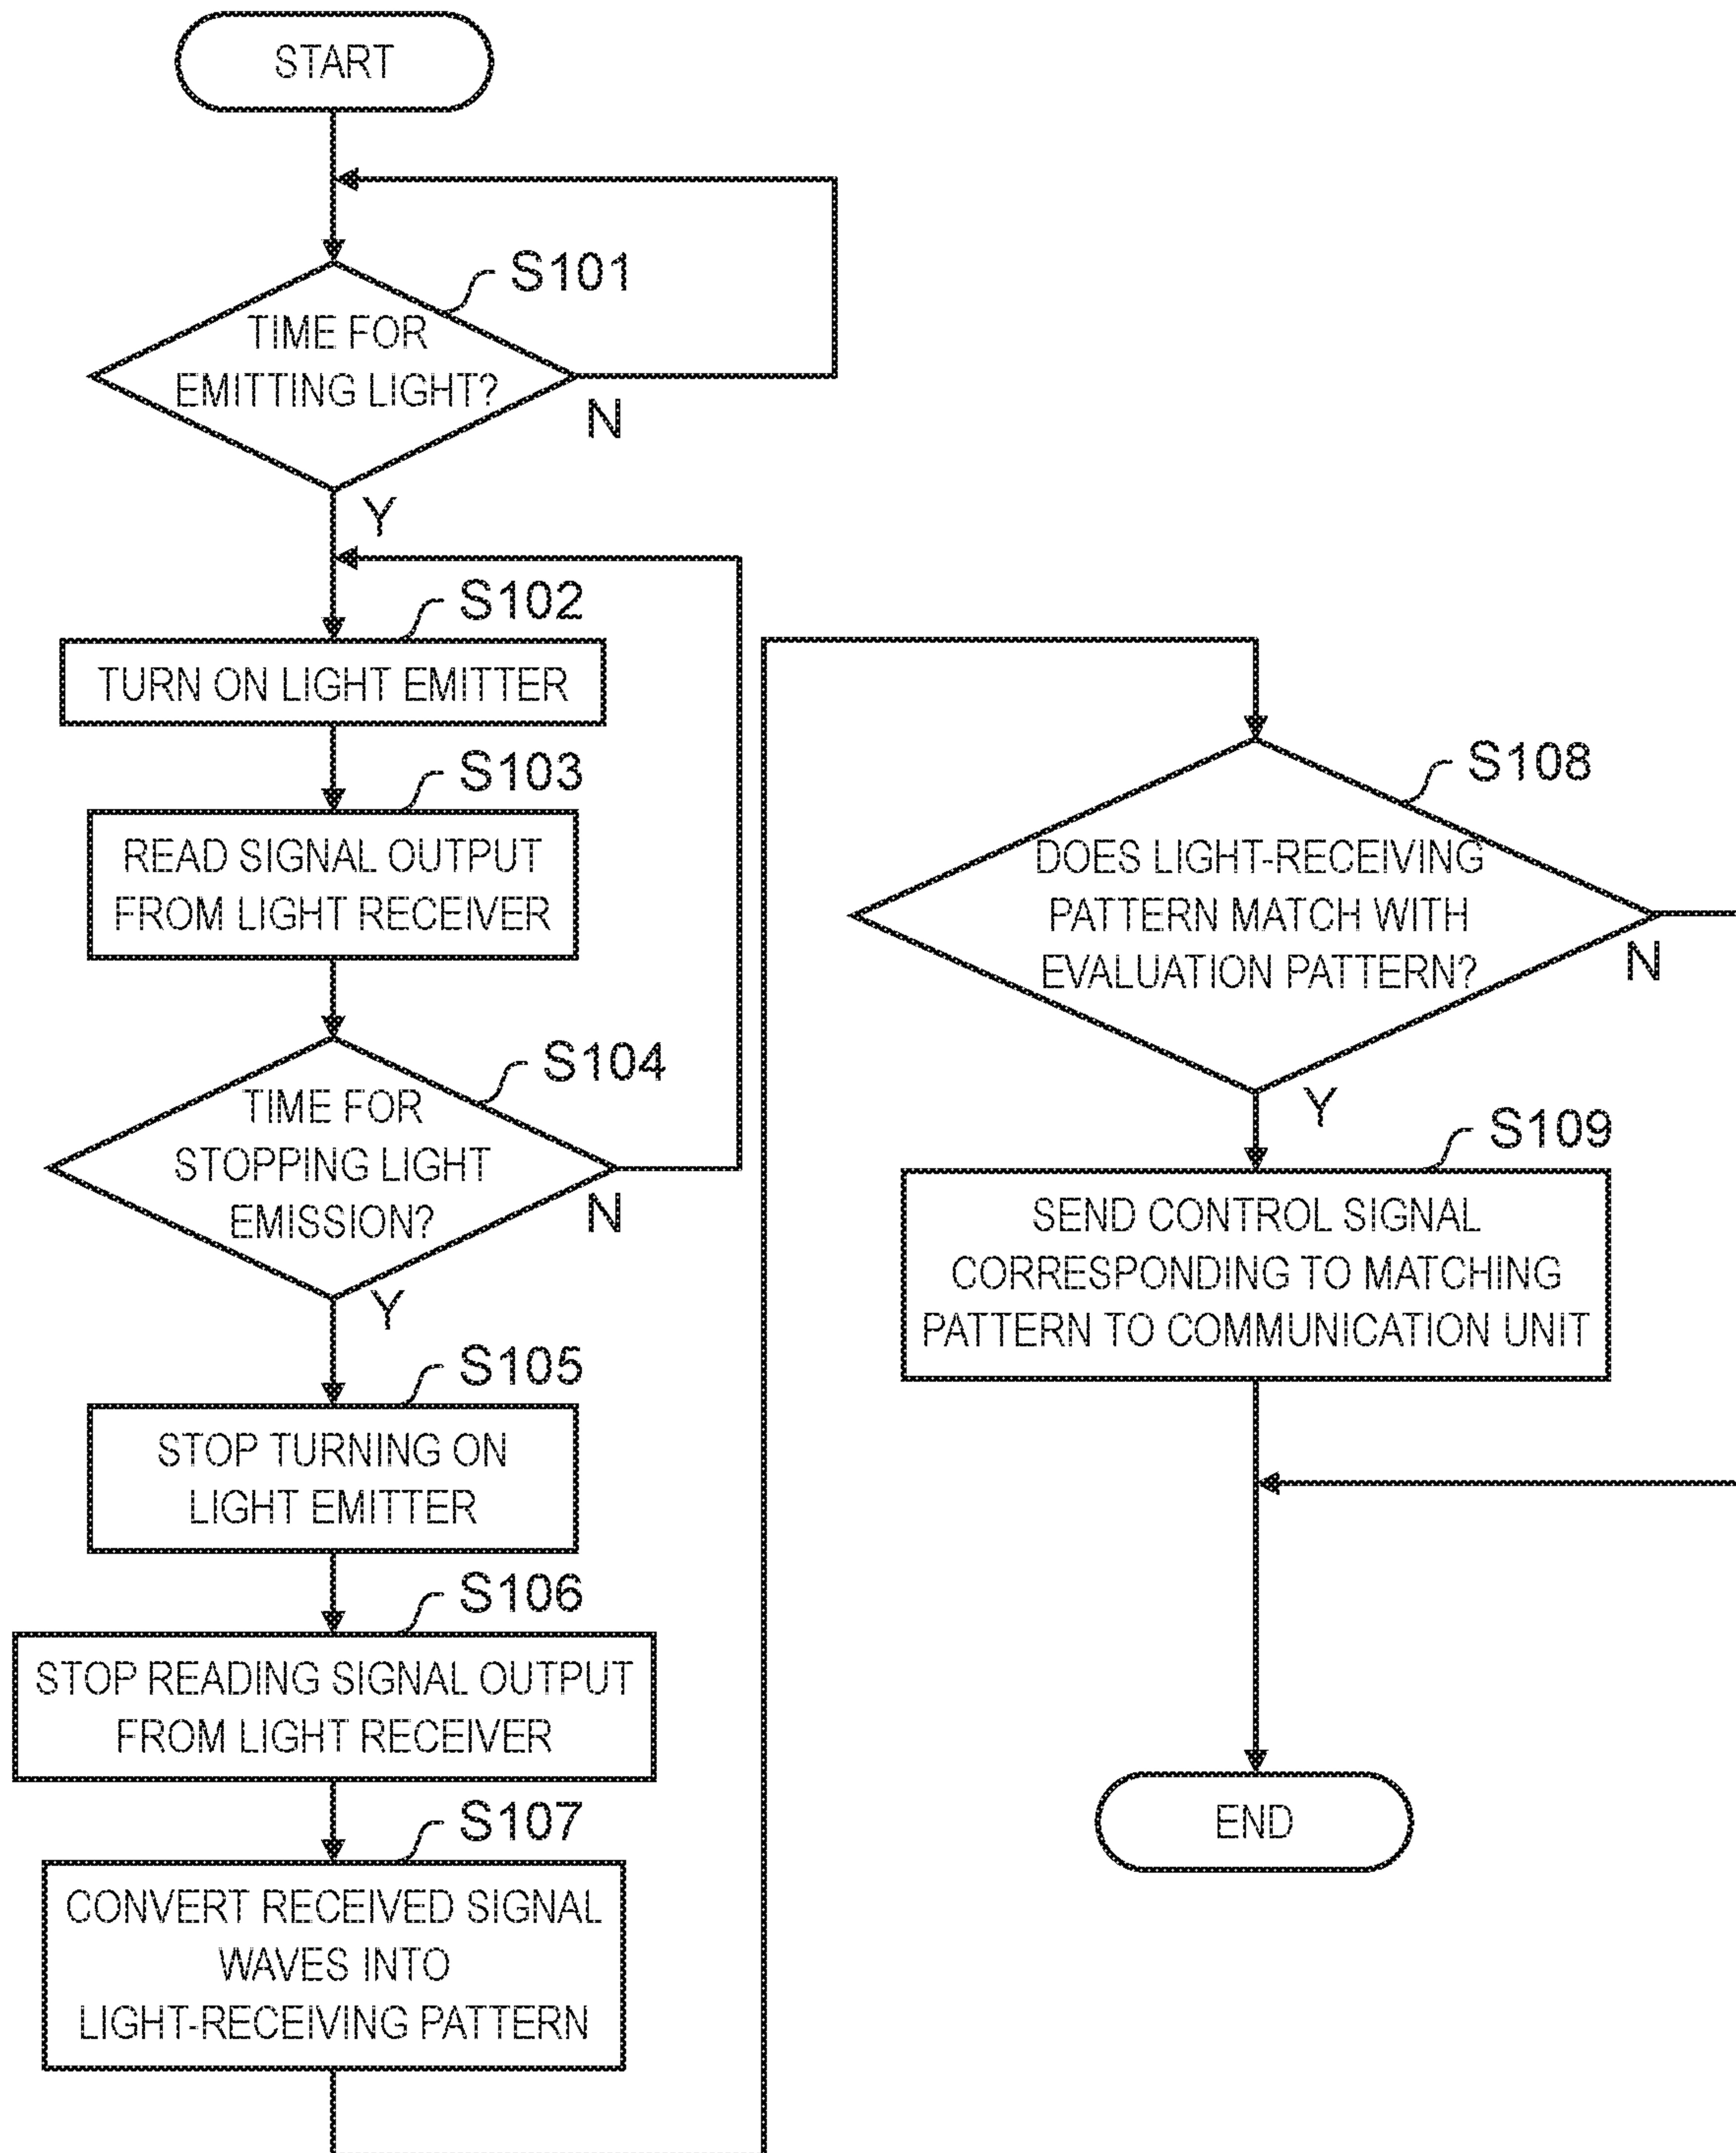 START
S101
TIME FOR
EMITTING LIGHT?
N
Y
S102
TURN ON LIGHT EMITTER
S103
READ SIGNAL OUTPUT
FROM LIGHT RECEIVER
S104
TIME FOR
STOPPING LIGHT
EMISSION?
N
Y
S105
STOP TURNING ON
LIGHT EMITTER
S106
STOP READING SIGNAL OUTPUT
FROM LIGHT RECEIVER
S107
CONVERT RECEIVED SIGNAL
WAVES INTO
LIGHT-RECEIVING PATTERN
S108
DOES LIGHT-RECEIVING
PATTERN MATCH WITH
EVALUATION PATTERN?
N
Y
S109
SEND CONTROL SIGNAL
CORRESPONDING TO MATCHING
PATTERN TO COMMUNICATION UNIT
END